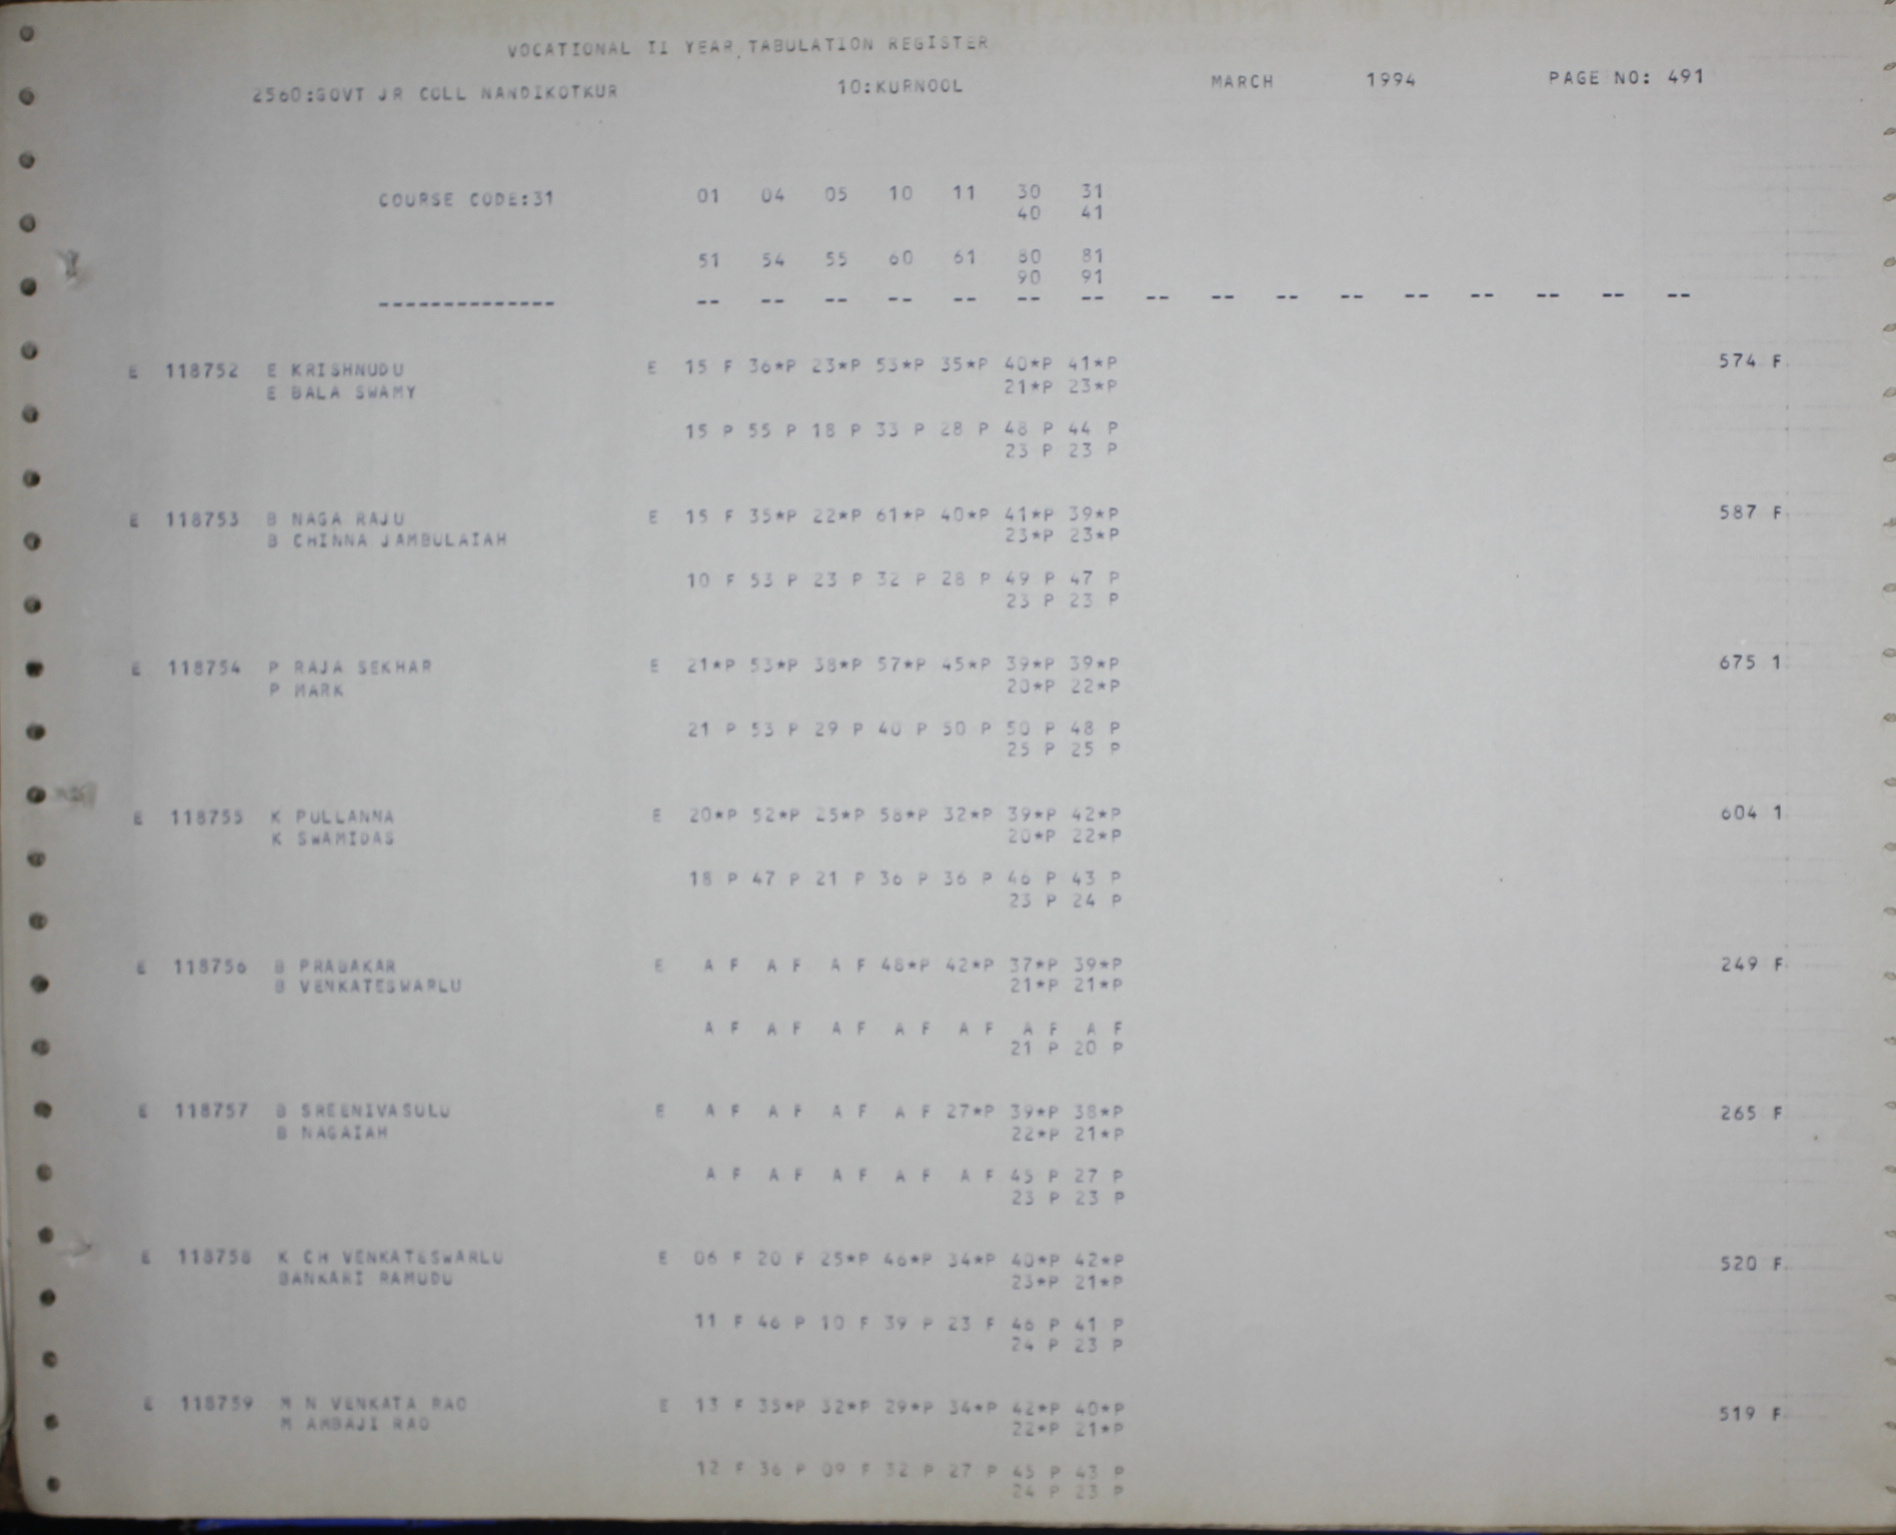 VOCATIONAL II YEAR TABULATION REGISTER
2560:GOVT JR COLL NANDIKOTKUR 10:KURNOOL MARCH 1994 PAGE NO: 491
COURSE CODE:31 01 04 05 10 11 30 31
40 41
51 54 55 60 61 80 81
90 91
-------------- -- -- -- -- -- -- -- -- -- -- -- -- -- -- -- --
E 118752 E KRISHNUDU E 15 F 36*P 23*P 53*P 35*P 40*P 41*P 574 F
E BALA SWAMY 21*P 23*P
15 P 55 P 18 P 33 P 28 P 48 P 44 P
23 P 23 P
E 118753 B NAGA RAJU E 15 F 35*P 22*P 61*P 40*P 41*P 39*P 587 F
B CHINNA JAMBULAIAH 23*P 23*P
10 F 53 P 23 P 32 P 28 P 49 P 47 P
23 P 23 P
E 118754 P RAJA SEKHAR E 21*P 53*P 38*P 57*P 45*P 39*P 39*P 675 1
P MARK 20*P 22*P
21 P 53 P 29 P 40 P 50 P 50 P 48 P
25 P 25 P
E 118755 K PULLANNA E 20*P 52*P 25*P 58*P 32*P 39*P 42*P 604 1
K SWAMIDAS 20*P 22*P
18 P 47 P 21 P 36 P 36 P 46 P 43 P
23 P 24 P
E 118756 B PRABAKAR E A F A F A F 48*P 42*P 37*P 39*P 249 F
B VENKATESWARLU 21*P 21*P
A F A F A F A F A F A F A F
21 P 20 P
E 118757 B SREENIVASULU E A F A F A F A F 27*P 39*P 38*P 265 F
B NAGAIAH 22*P 21*P
A F A F A F A F A F 45 P 27 P
23 P 23 P
E 118758 K CH VENKATESWARLU E 06 F 20 F 25*P 46*P 34*P 40*P 42*P 520 F
BANKARI RAMUDU 23*P 21*P
11 F 46 P 10 F 39 P 23 F 46 P 41 P
24 P 23 P
E 118759 M N VENKATA RAO E 13 F 35*P 32*P 29*P 34*P 42*P 40*P 519 F
M AMBAJI RAO 22*P 21*P
12 F 36 P 09 F 32 P 27 P 45 P 43 P
24 P 23 P